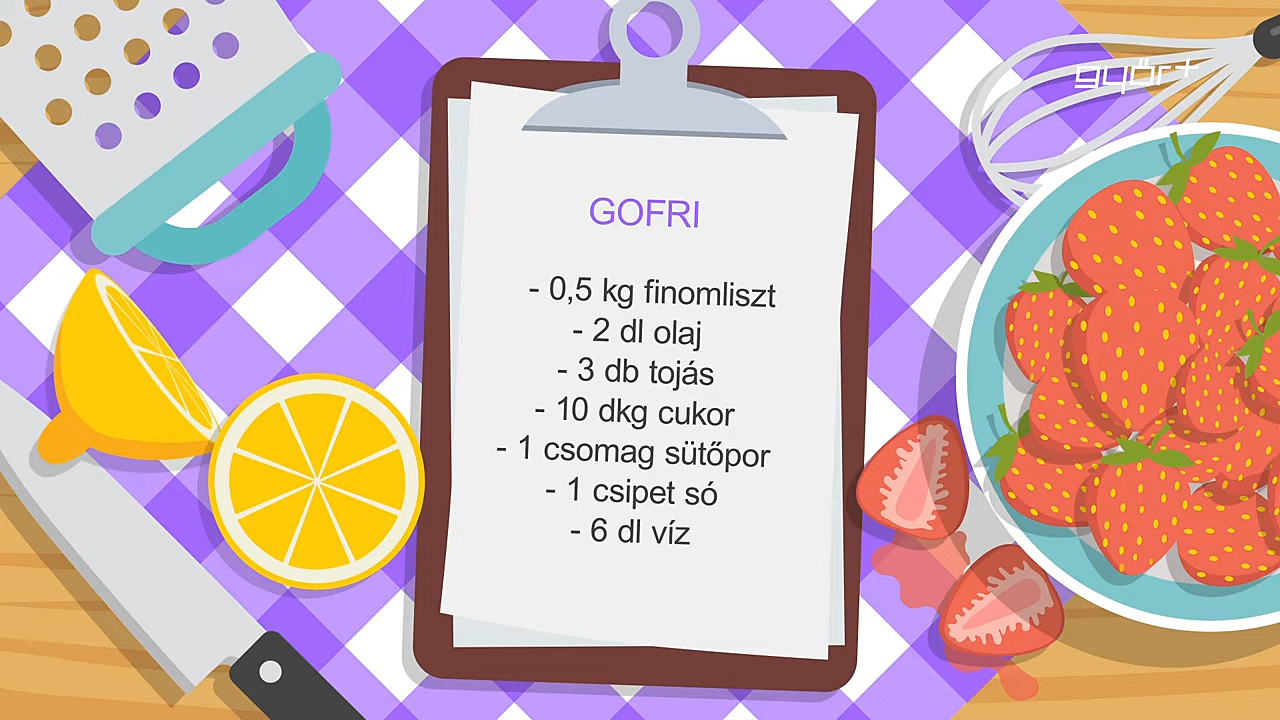 győr+
GOFRI
- 0,5 kg finomliszt
- 2 dl olaj
- 3 db tojás
- 10 dkg cukor
- 1 csomag sütőpor
- 1 csipet só
- 6 dl víz